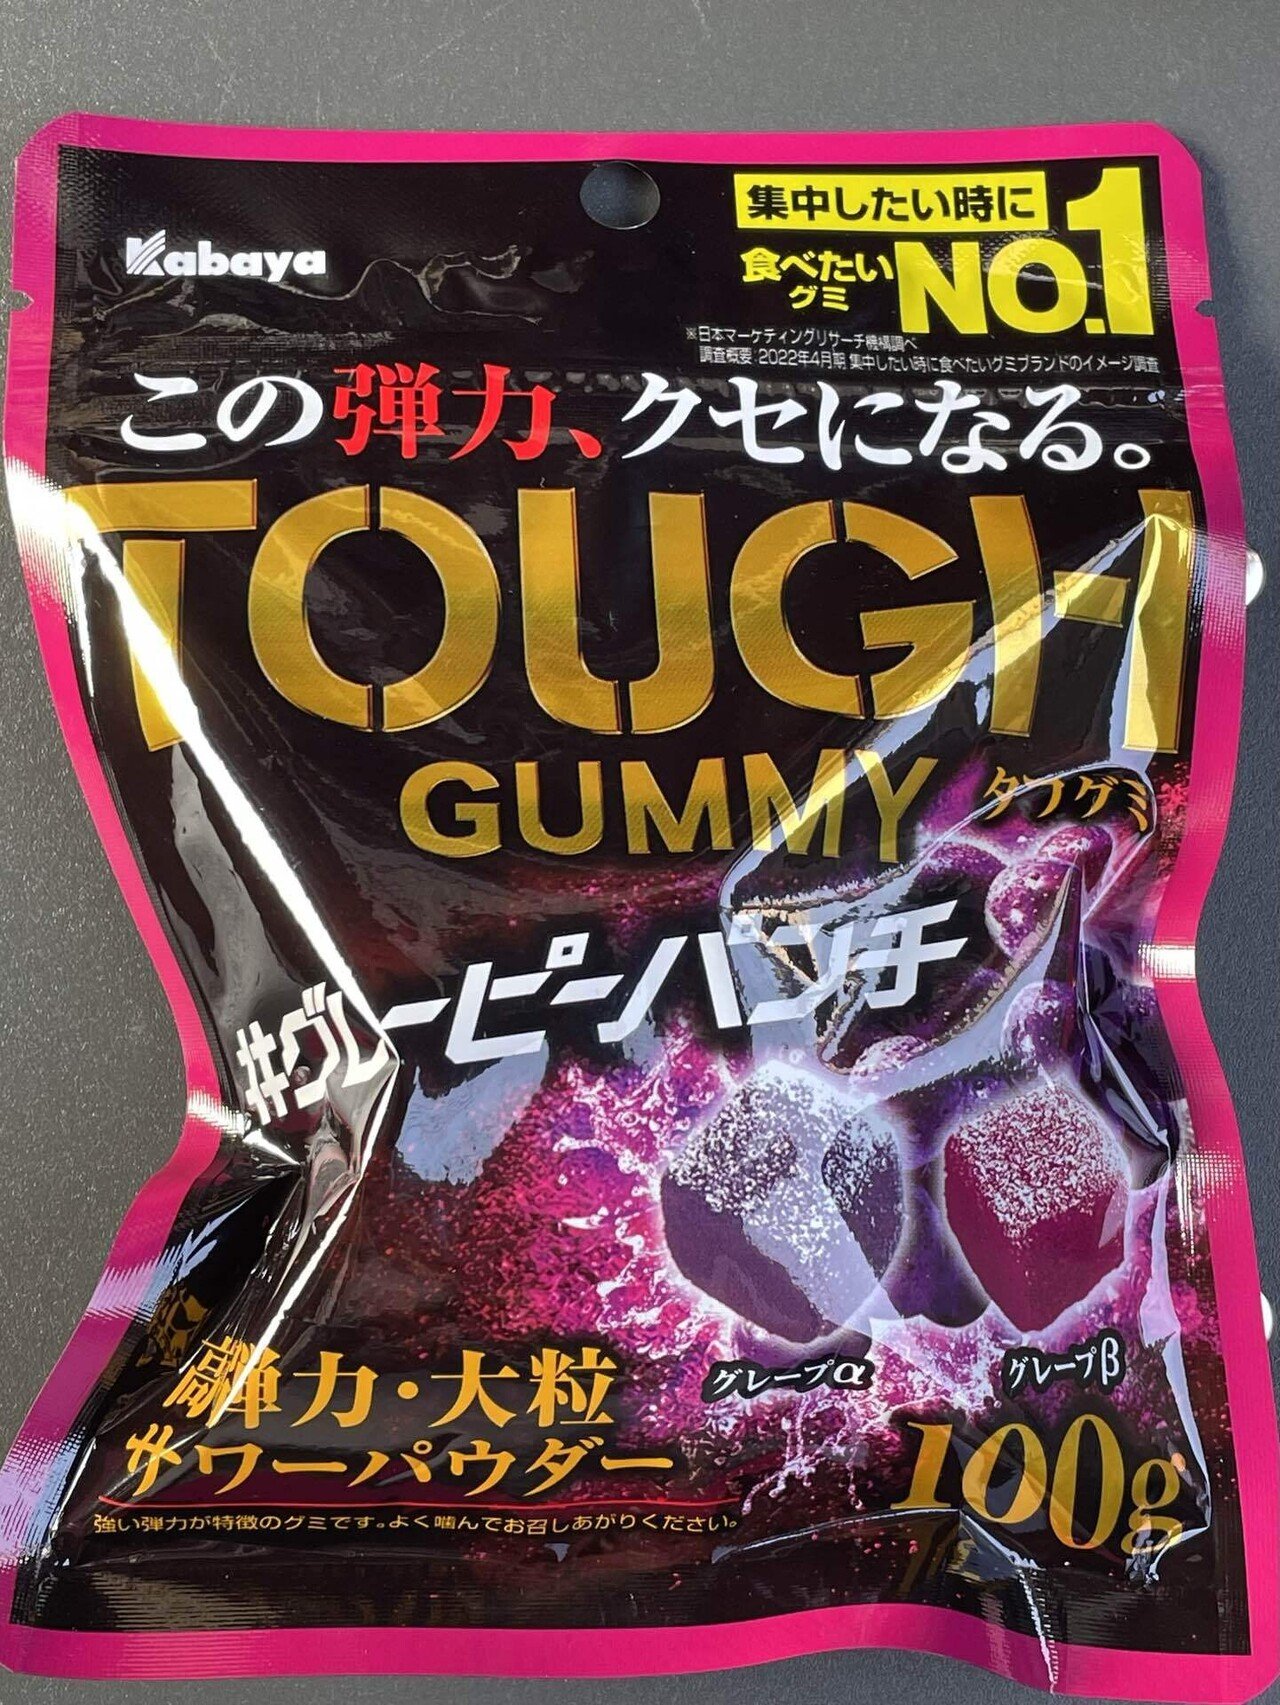 Kabaya
集中したい時に
食べたい
グミ
NO.1
※日本マーケティングリサーチ機構調べ
調査概要 2022年4月期 集中したい時に食べたいグミブランドのイメージ調査
この弾力、クセになる。
TOUGH
GUMMY タフグミ
#グレーピーパンチ
グレープα グレープβ
高弾力・大粒
サワーパウダー
強い弾力が特徴のグミです。よく噛んでお召しあがりください。
100g